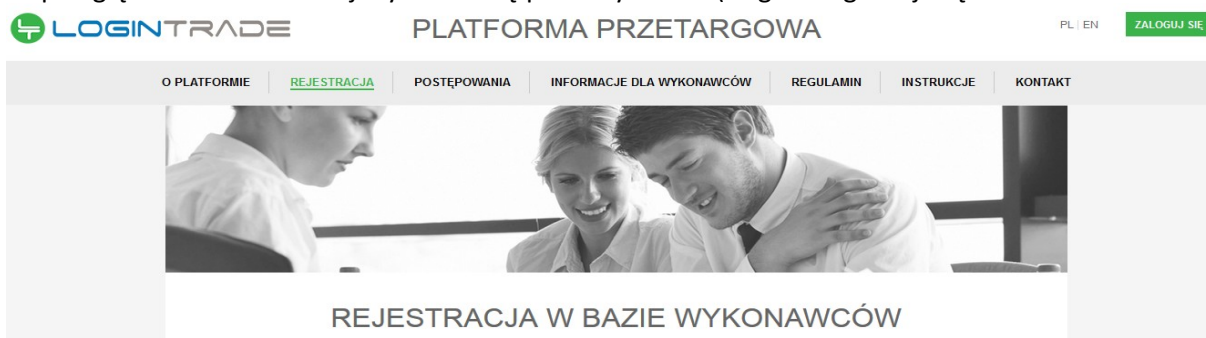 LOGINTRADE
PLATFORMA PRZETARGOWA
PL | EN
ZALOGUJ SIĘ
O PLATFORMIE
REJESTRACJA
POSTĘPOWANIA
INFORMACJE DLA WYKONAWCÓW
REGULAMIN
INSTRUKCJE
KONTAKT
REJESTRACJA W BAZIE WYKONAWCÓW